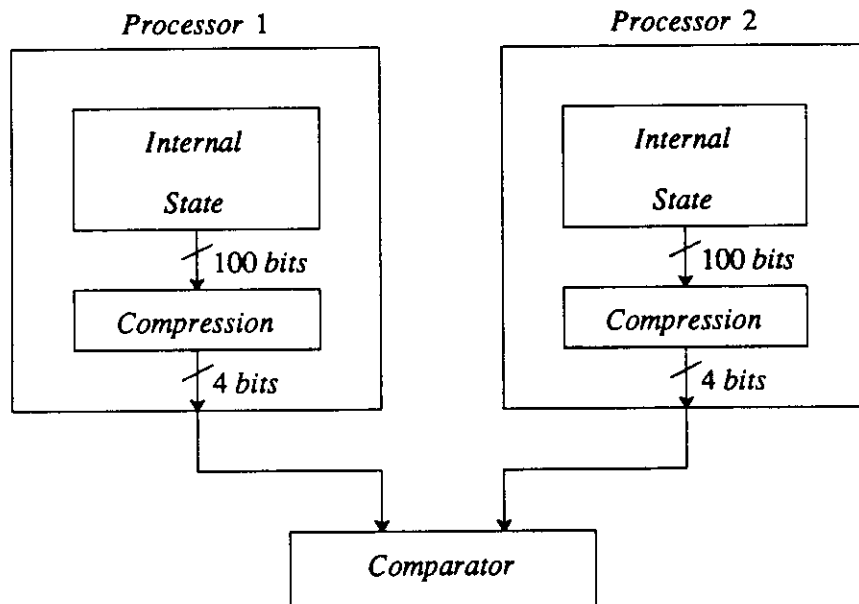 Processor 1
Internal
State
100 bits
Compression
4 bits
Processor 2
Internal
State
100 bits
Compression
4 bits
Comparator